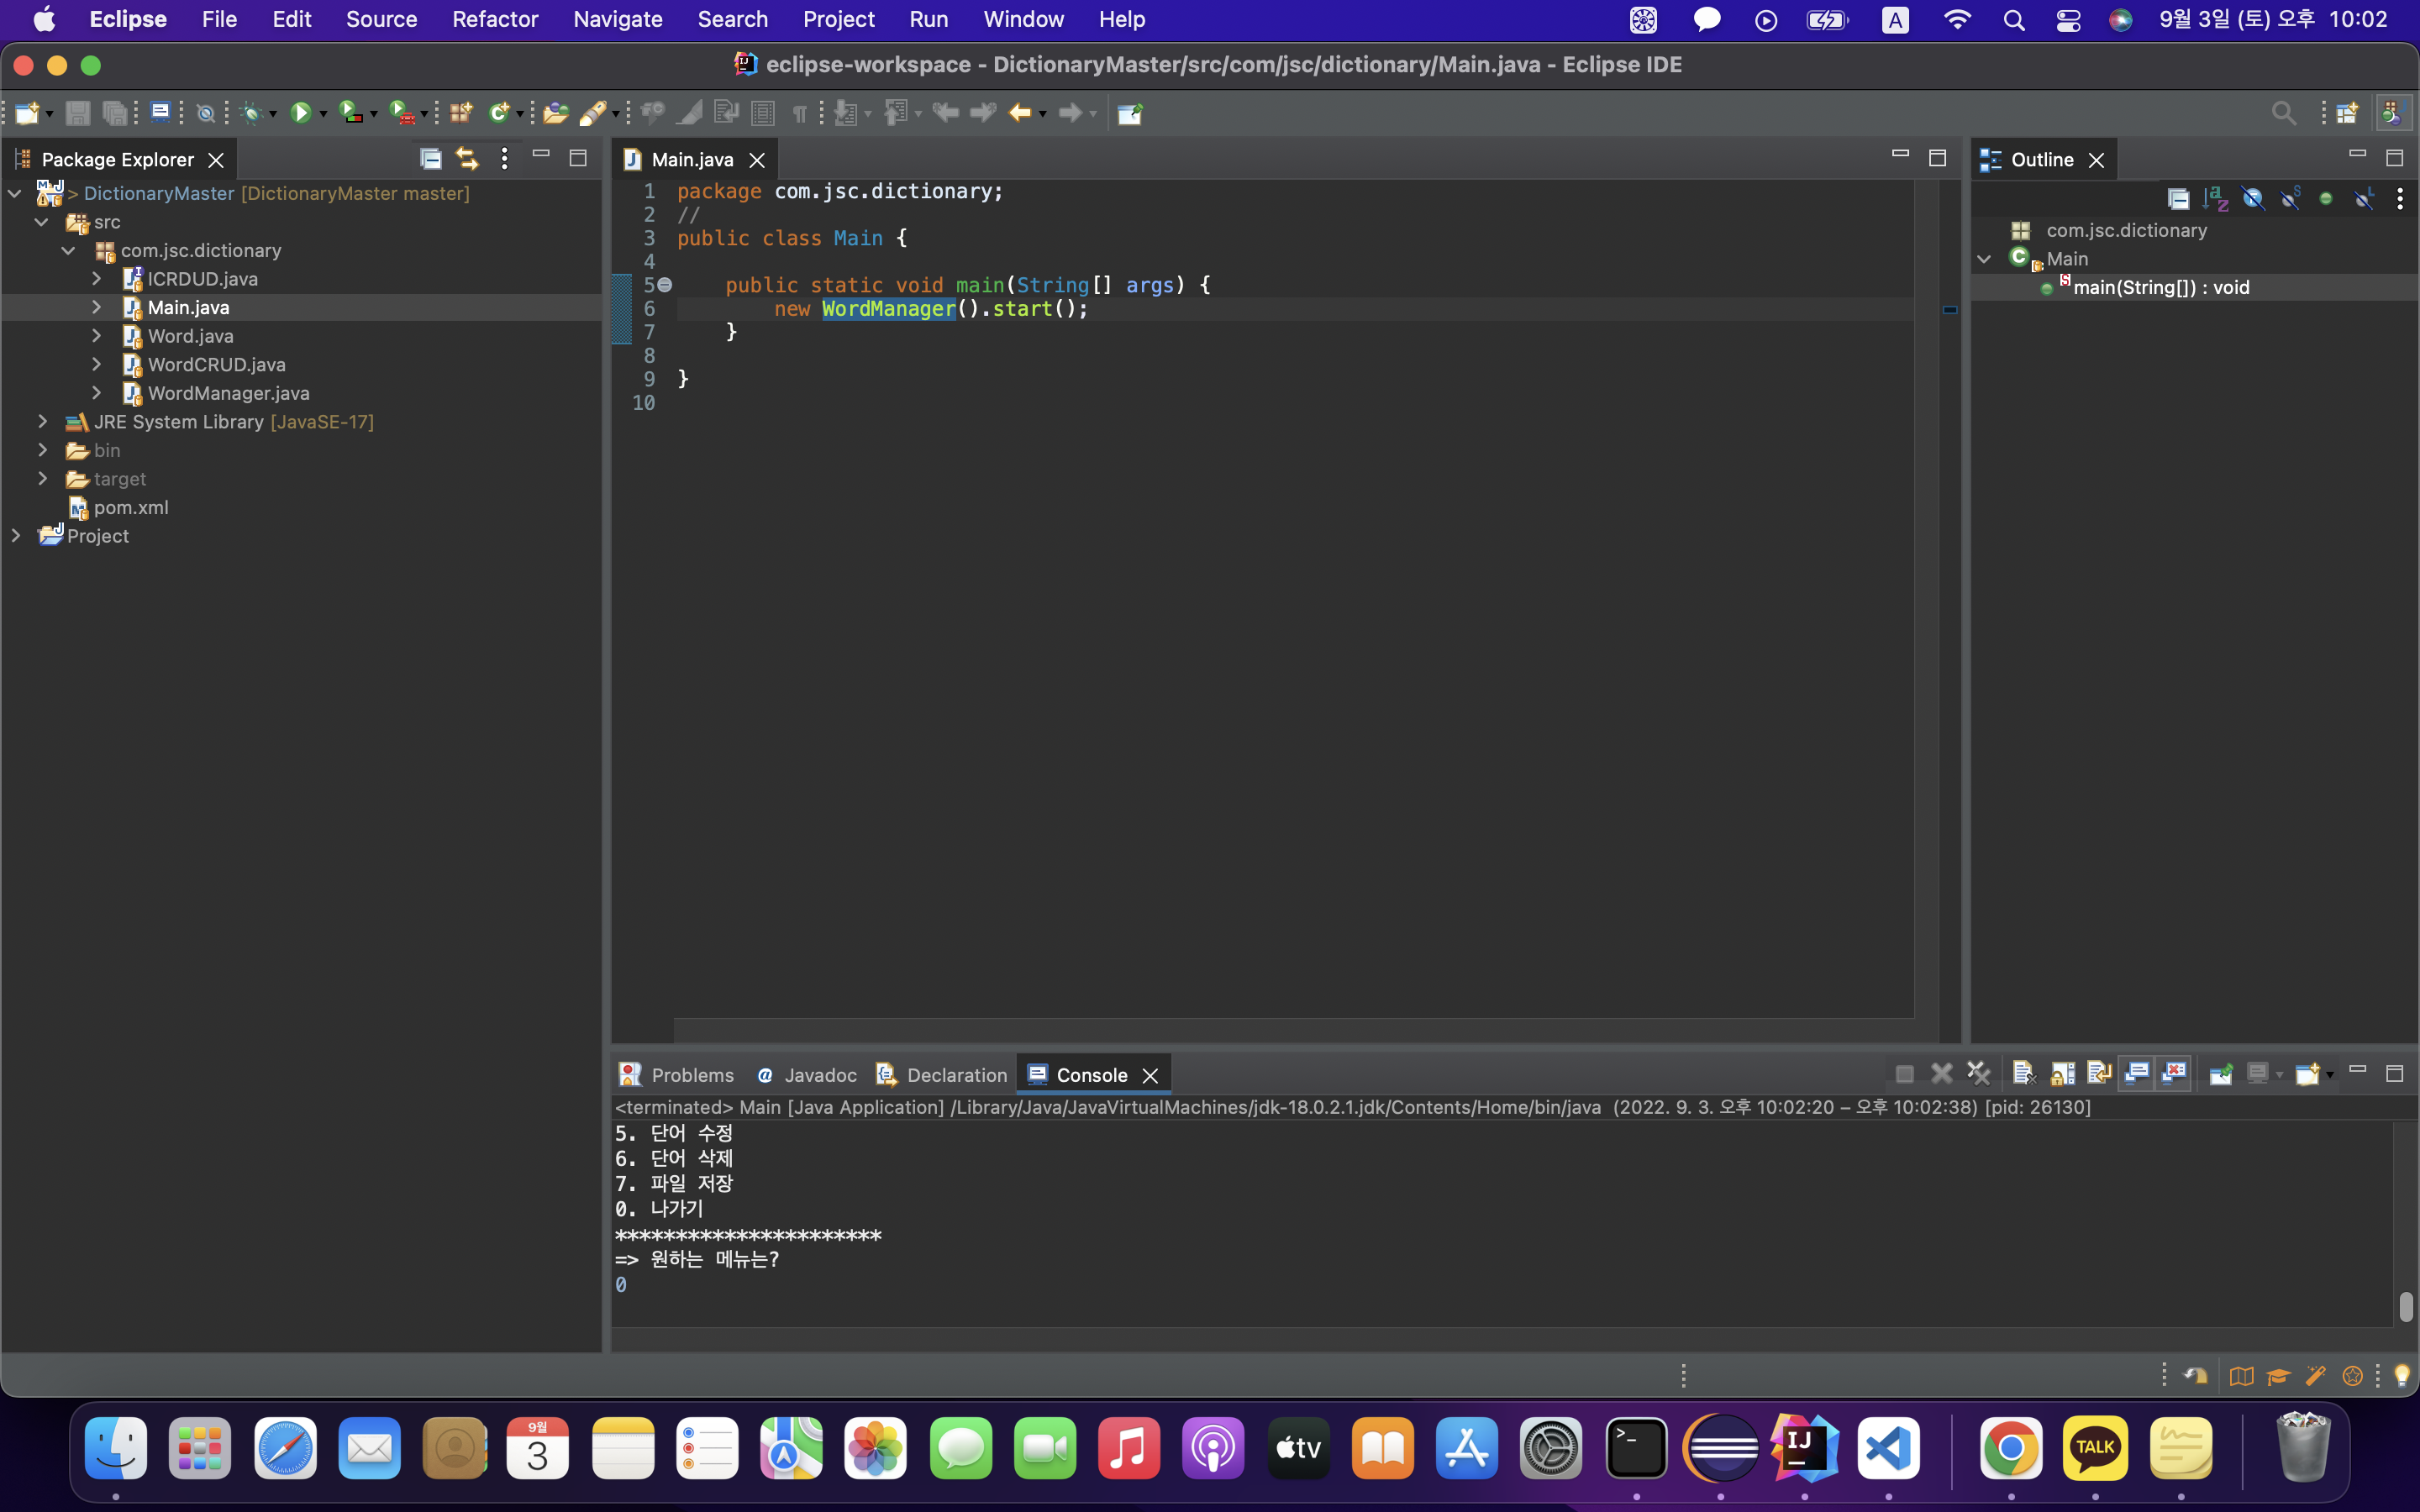 Eclipse File Edit Source Refactor Navigate Search Project Run Window Help A 9월 3일 (토) 오후 10:02
eclipse-workspace - DictionaryMaster/src/com/jsc/dictionary/Main.java - Eclipse IDE
Package Explorer
> DictionaryMaster [DictionaryMaster master]
src
com.jsc.dictionary
ICRDUD.java
Main.java
Word.java
WordCRUD.java
WordManager.java
JRE System Library [JavaSE-17]
bin
target
pom.xml
Project
Main.java
1 package com.jsc.dictionary;
2 //
3 public class Main {
4
5 public static void main(String[] args) {
6 new WordManager().start();
7 }
8
9 }
10
Outline
com.jsc.dictionary
Main
main(String[]) : void
Problems Javadoc Declaration Console
<terminated> Main [Java Application] /Library/Java/JavaVirtualMachines/jdk-18.0.2.1.jdk/Contents/Home/bin/java (2022. 9. 3. 오후 10:02:20 – 오후 10:02:38) [pid: 26130]
5. 단어 수정
6. 단어 삭제
7. 파일 저장
0. 나가기
**********************
=> 원하는 메뉴는?
0
9월
3
tv
>_
IJ
TALK